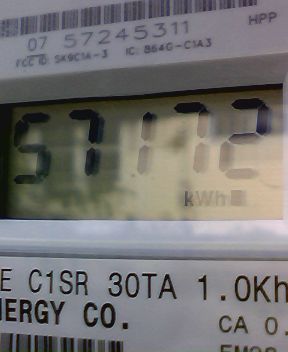 HPP
07 57245311
FCC ID: SK9C1A-3 IC: 864G-C1A3
57172
kWh
E C1SR 30TA 1.0Kh
NERGY CO.
CA 0.